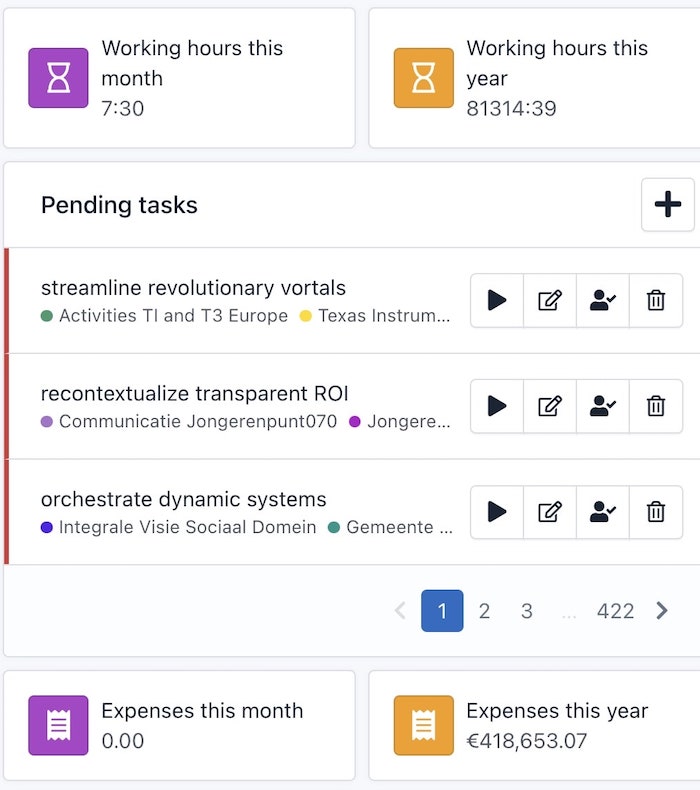 Working hours this
month
7:30
Working hours this
year
81314:39
Pending tasks
streamline revolutionary vortals
Activities TI and T3 Europe Texas Instrum...
recontextualize transparent ROI
Communicatie Jongerenpunt070 Jongere...
orchestrate dynamic systems
Integrale Visie Sociaal Domein Gemeente ...
1 2 3 ... 422
Expenses this month
0.00
Expenses this year
€418,653.07